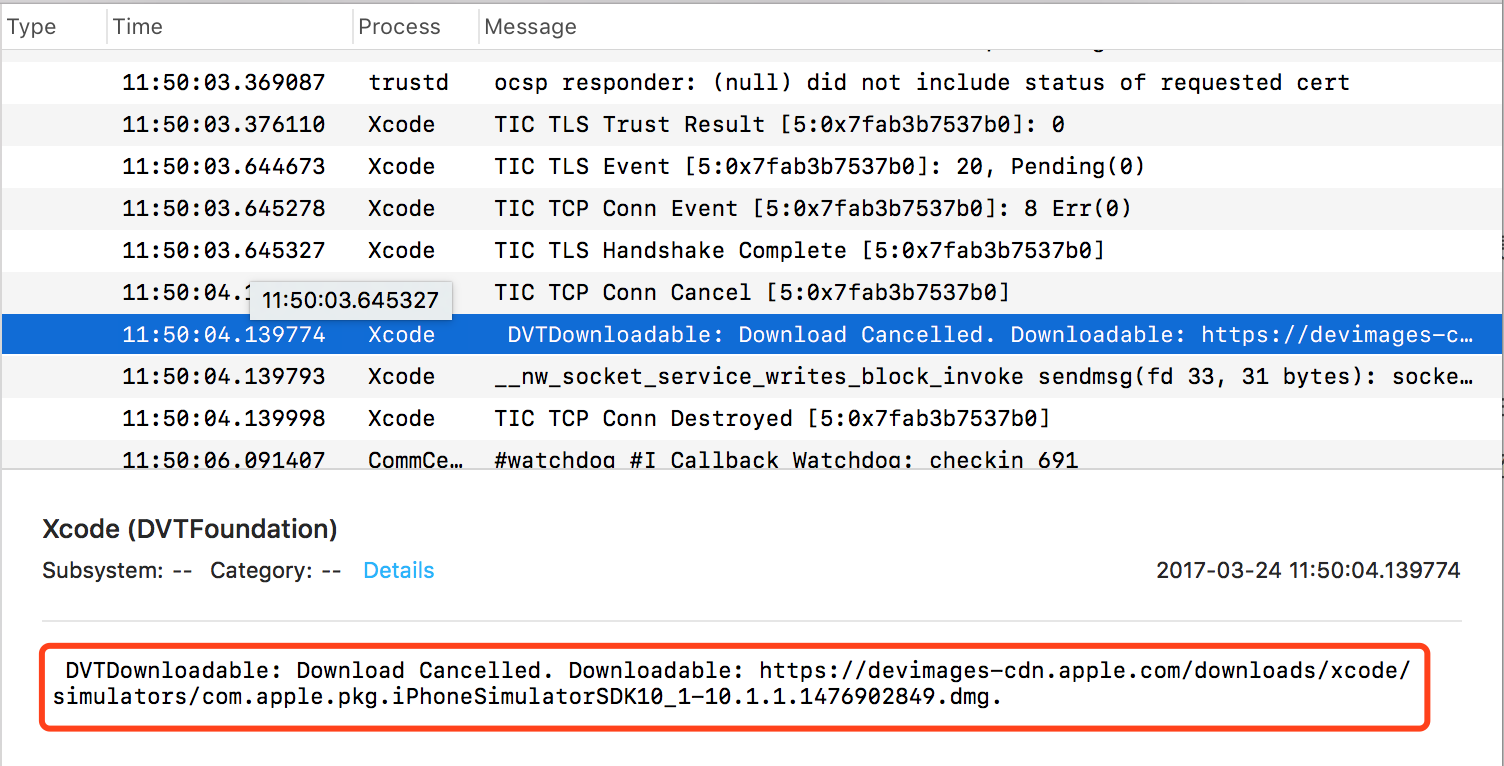 Type Time Process Message
11:50:03.369087 trustd ocsp responder: (null) did not include status of requested cert
11:50:03.376110 Xcode TIC TLS Trust Result [5:0x7fab3b7537b0]: 0
11:50:03.644673 Xcode TIC TLS Event [5:0x7fab3b7537b0]: 20, Pending(0)
11:50:03.645278 Xcode TIC TCP Conn Event [5:0x7fab3b7537b0]: 8 Err(0)
11:50:03.645327 Xcode TIC TLS Handshake Complete [5:0x7fab3b7537b0]
11:50:04.1 11:50:03.645327 TIC TCP Conn Cancel [5:0x7fab3b7537b0]
11:50:04.139774 Xcode DVTDownloadable: Download Cancelled. Downloadable: https://devimages-c…
11:50:04.139793 Xcode __nw_socket_service_writes_block_invoke sendmsg(fd 33, 31 bytes): socke…
11:50:04.139998 Xcode TIC TCP Conn Destroyed [5:0x7fab3b7537b0]
11:50:06.091407 CommCe… #watchdog #I Callback Watchdog: checkin 691
Xcode (DVTFoundation)
Subsystem: -- Category: -- Details 2017-03-24 11:50:04.139774
DVTDownloadable: Download Cancelled. Downloadable: https://devimages-cdn.apple.com/downloads/xcode/
simulators/com.apple.pkg.iPhoneSimulatorSDK10_1-10.1.1.1476902849.dmg.